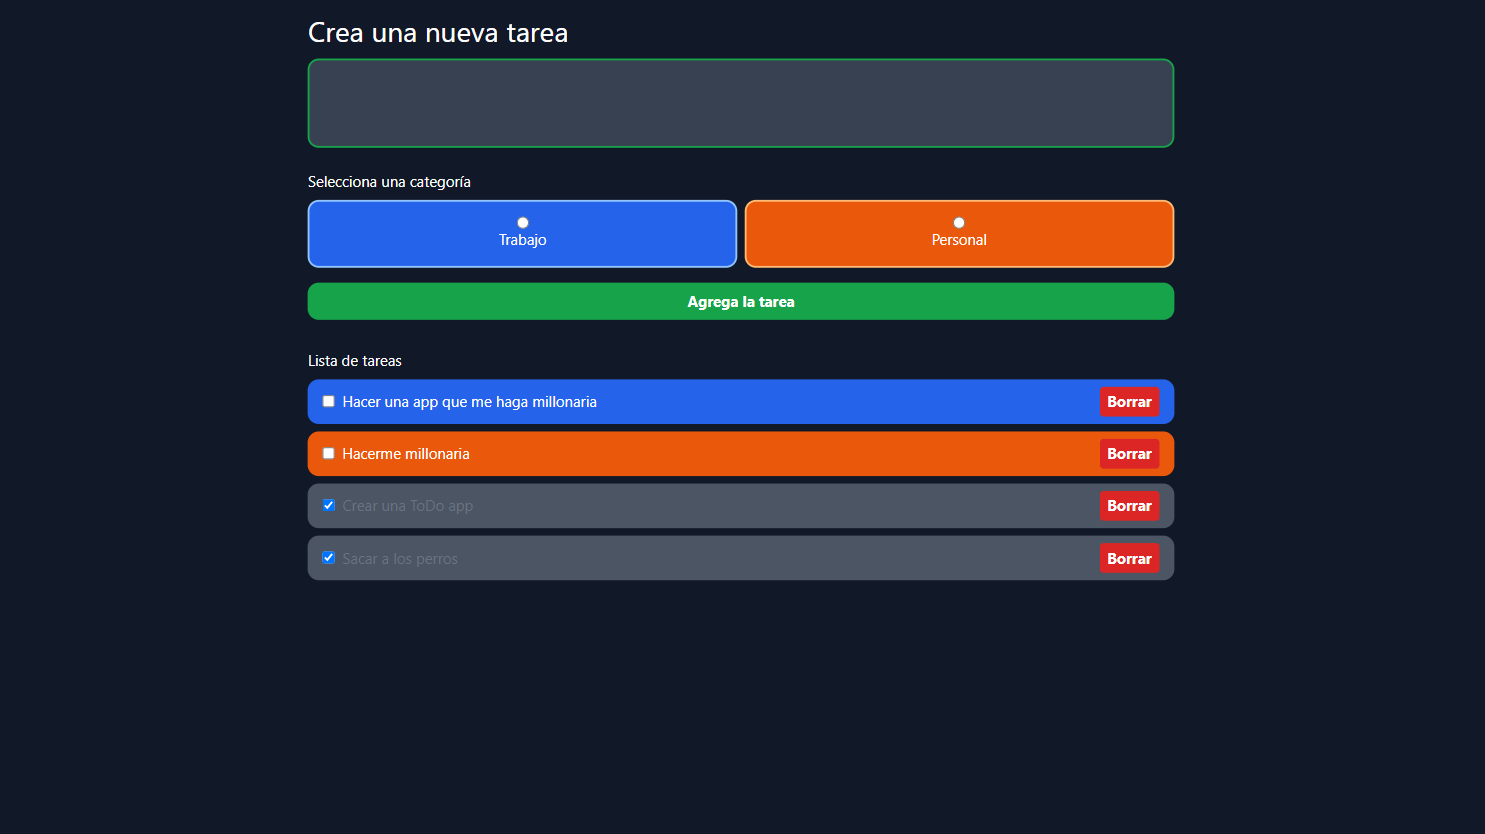 Crea una nueva tarea
Selecciona una categoría
Trabajo
Personal
Agrega la tarea
Lista de tareas
Hacer una app que me haga millonaria Borrar
Hacerme millonaria Borrar
Crear una ToDo app Borrar
Sacar a los perros Borrar